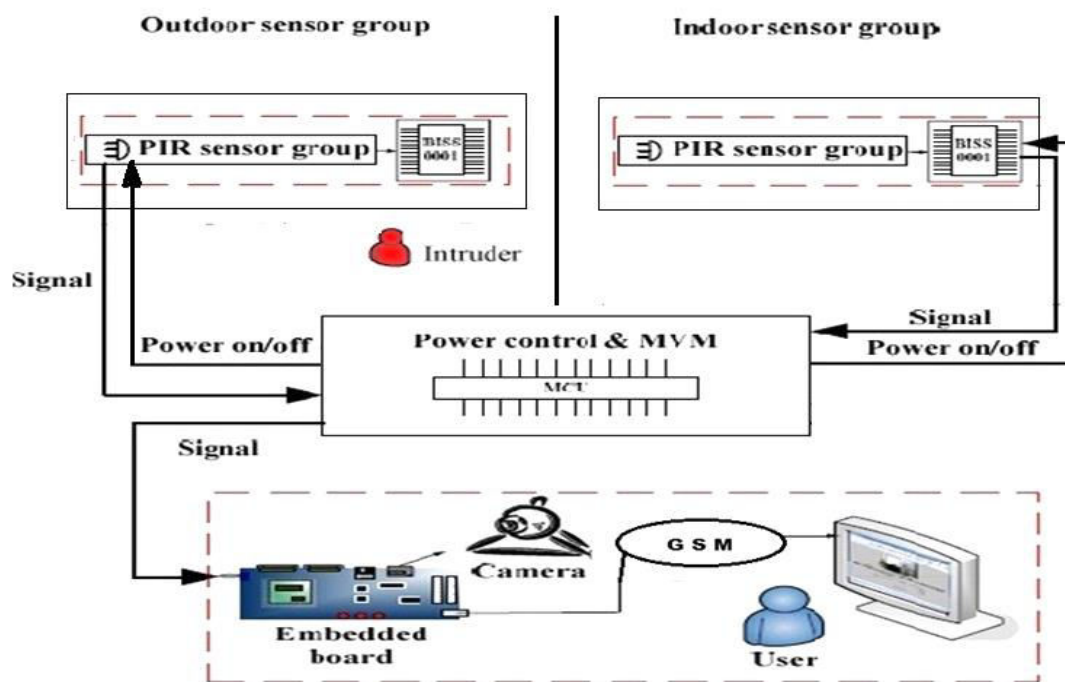 Outdoor sensor group
Indoor sensor group
PIR sensor group
BISS
0001
PIR sensor group
BISS
0001
Intruder
Signal
Signal
Power on/off
Power control & MVM
MCU
Power on/off
Signal
Camera
G S M
Embedded
board
User